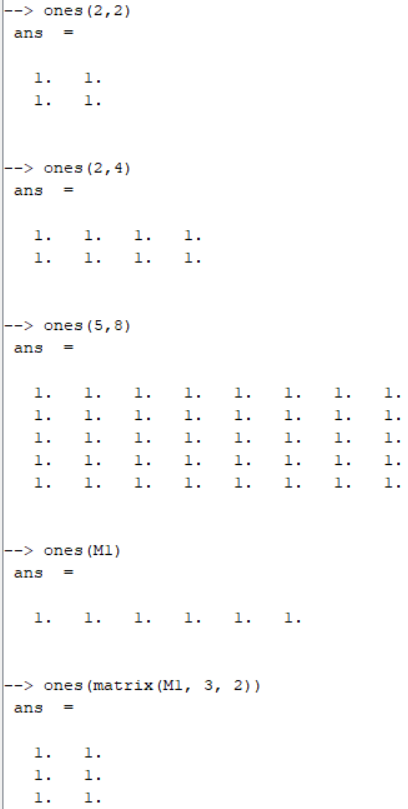 --> ones(2,2)
ans  =
1.   1.
1.   1.
--> ones(2,4)
ans  =
1.   1.   1.   1.
1.   1.   1.   1.
--> ones(5,8)
ans  =
1.   1.   1.   1.   1.   1.   1.   1.
1.   1.   1.   1.   1.   1.   1.   1.
1.   1.   1.   1.   1.   1.   1.   1.
1.   1.   1.   1.   1.   1.   1.   1.
1.   1.   1.   1.   1.   1.   1.   1.
--> ones(M1)
ans  =
1.   1.   1.   1.   1.   1.
--> ones(matrix(M1, 3, 2))
ans  =
1.   1.
1.   1.
1.   1.